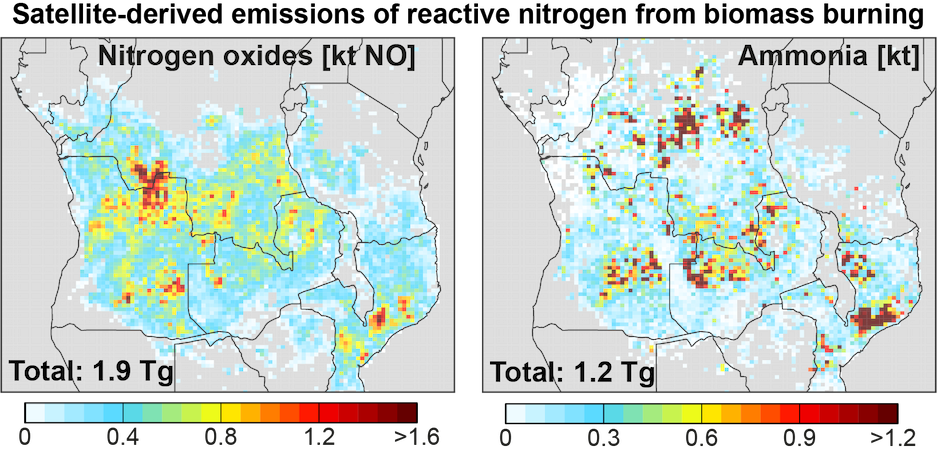 Satellite-derived emissions of reactive nitrogen from biomass burning
Nitrogen oxides [kt NO]
Ammonia [kt]
Total: 1.9 Tg
Total: 1.2 Tg
0 0.4 0.8 1.2 >1.6
0 0.3 0.6 0.9 >1.2